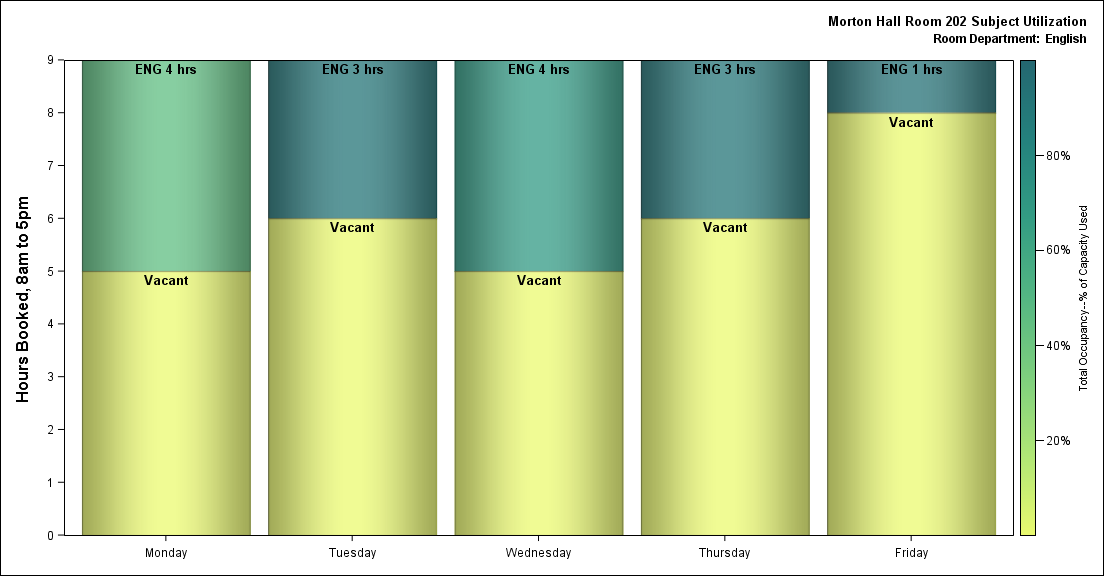 Morton Hall Room 202 Subject Utilization
Room Department: English
Hours Booked, 8am to 5pm
9
8
7
6
5
4
3
2
1
0
ENG 4 hrs
Vacant
ENG 3 hrs
Vacant
ENG 4 hrs
Vacant
ENG 3 hrs
Vacant
ENG 1 hrs
Vacant
Monday
Tuesday
Wednesday
Thursday
Friday
80%
60%
40%
20%
Total Occupancy--% of Capacity Used